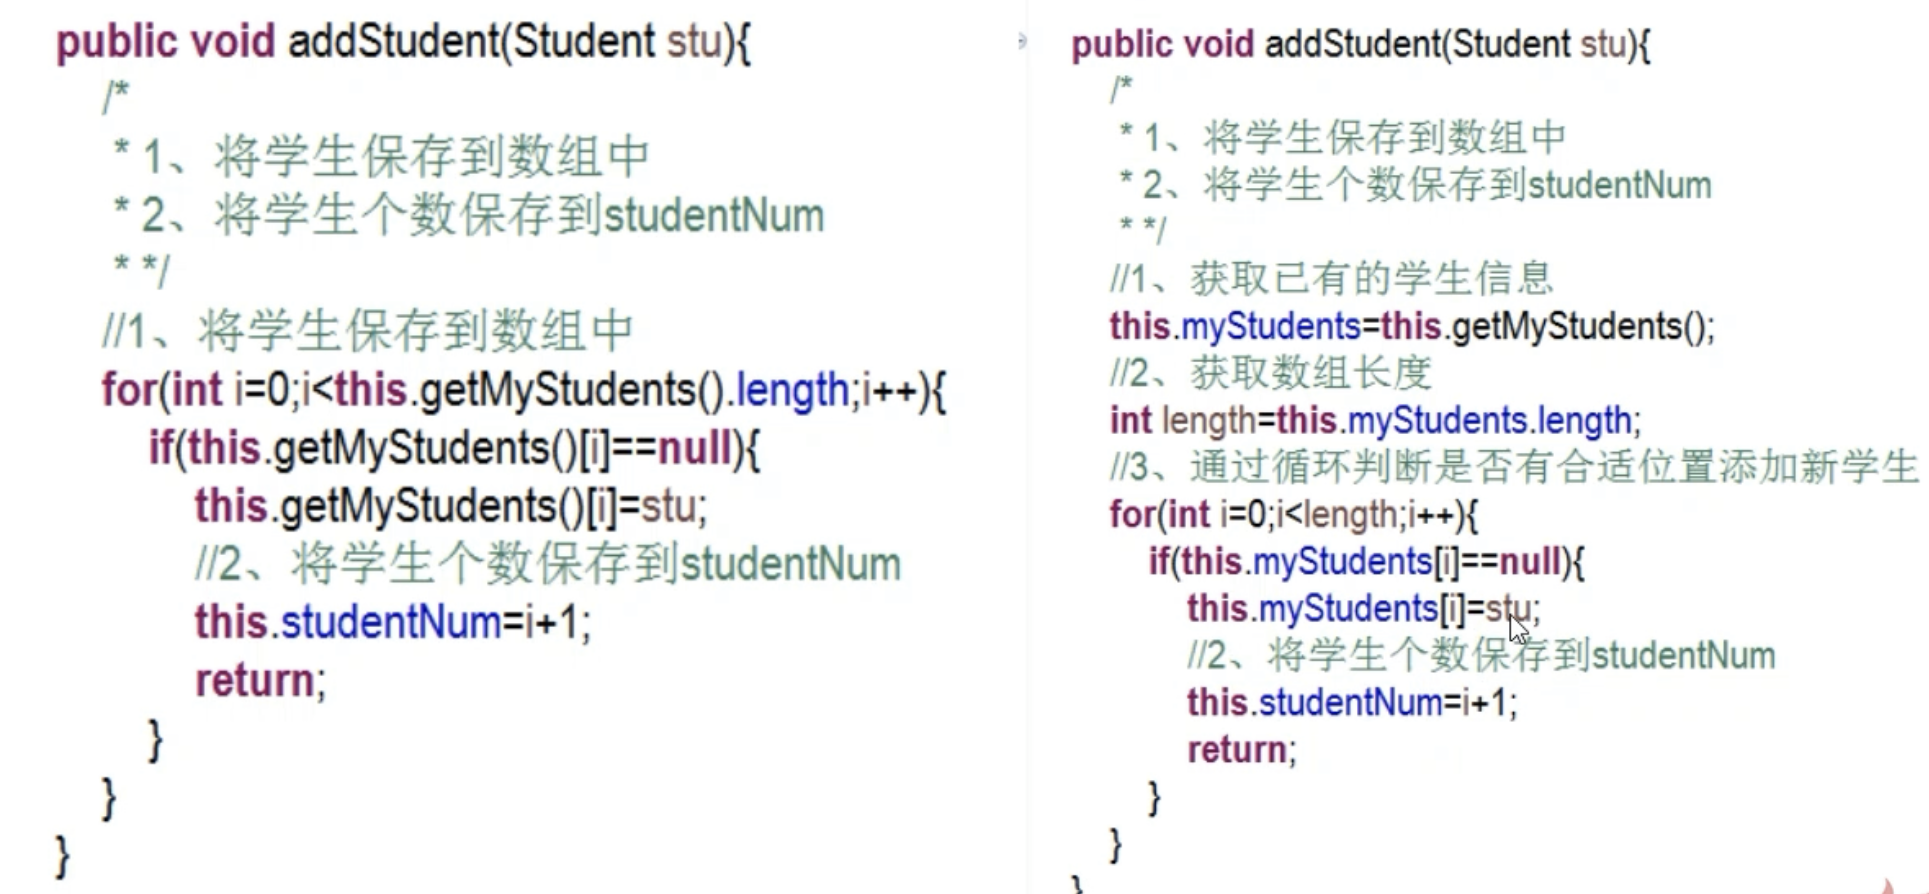 public void addStudent(Student stu){
/*
* 1、将学生保存到数组中
* 2、将学生个数保存到studentNum
* */
//1、将学生保存到数组中
for(int i=0;i<this.getMyStudents().length;i++){
if(this.getMyStudents()[i]==null){
this.getMyStudents()[i]=stu;
//2、将学生个数保存到studentNum
this.studentNum=i+1;
return;
}
}
}
public void addStudent(Student stu){
/*
* 1、将学生保存到数组中
* 2、将学生个数保存到studentNum
* */
//1、获取已有的学生信息
this.myStudents=this.getMyStudents();
//2、获取数组长度
int length=this.myStudents.length;
//3、通过循环判断是否有合适位置添加新学生
for(int i=0;i<length;i++){
if(this.myStudents[i]==null){
this.myStudents[i]=stu;
//2、将学生个数保存到studentNum
this.studentNum=i+1;
return;
}
}
}